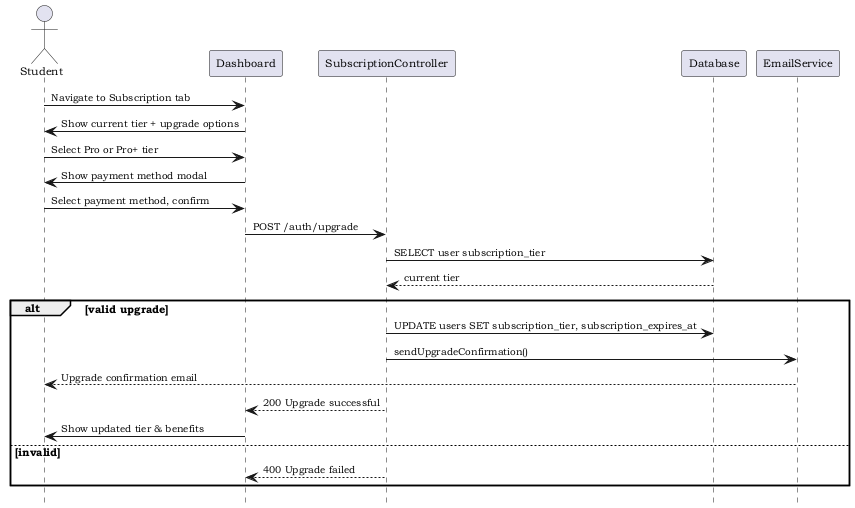 Student
Dashboard
SubscriptionController
Database
EmailService
Navigate to Subscription tab
Show current tier + upgrade options
Select Pro or Pro+ tier
Show payment method modal
Select payment method, confirm
POST /auth/upgrade
SELECT user subscription_tier
current tier
alt
[valid upgrade]
UPDATE users SET subscription_tier, subscription_expires_at
sendUpgradeConfirmation()
Upgrade confirmation email
200 Upgrade successful
Show updated tier & benefits
[invalid]
400 Upgrade failed